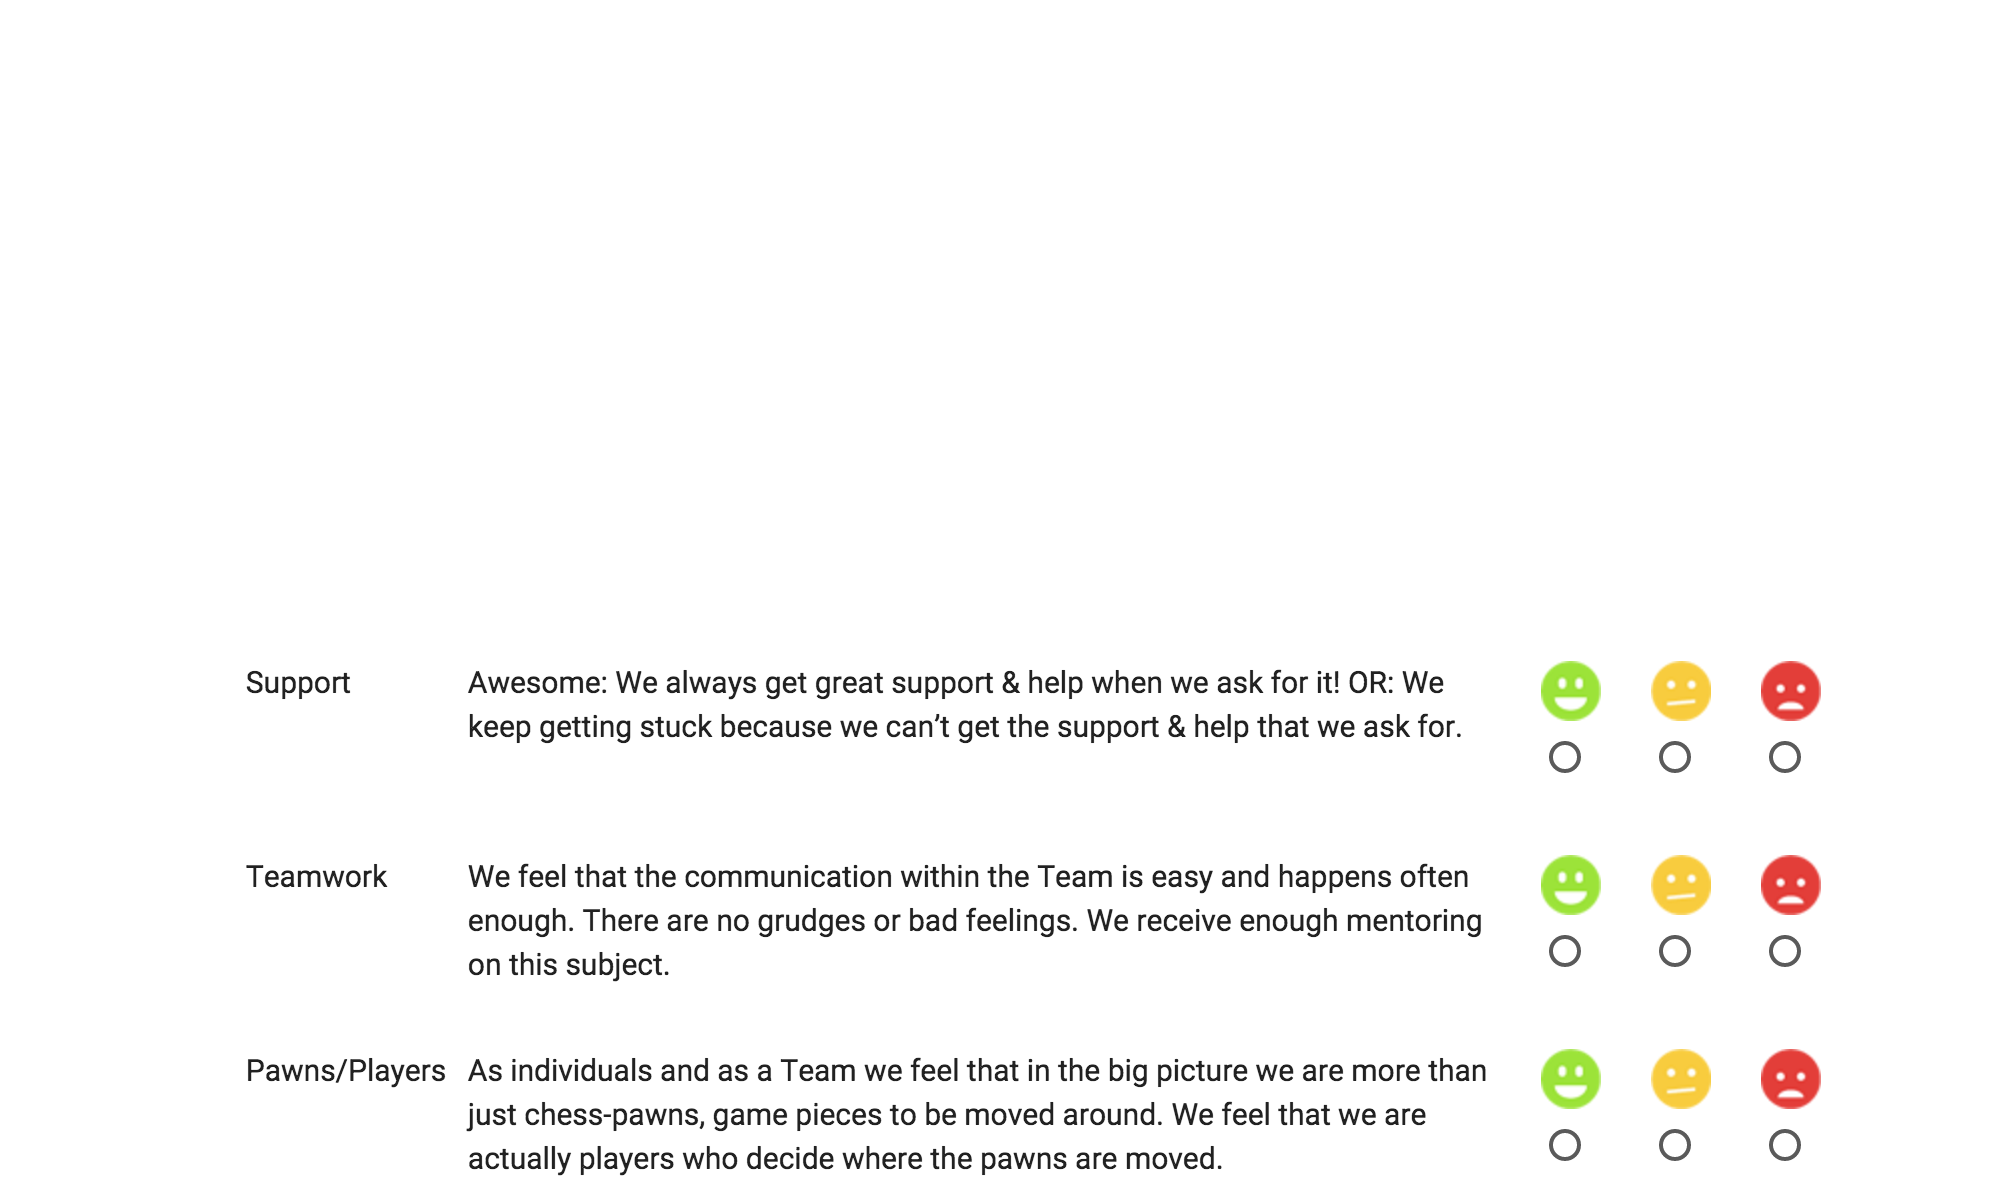 Support
Awesome: We always get great support & help when we ask for it! OR: We
keep getting stuck because we can’t get the support & help that we ask for.
Teamwork
We feel that the communication within the Team is easy and happens often
enough. There are no grudges or bad feelings. We receive enough mentoring
on this subject.
Pawns/Players
As individuals and as a Team we feel that in the big picture we are more than
just chess-pawns, game pieces to be moved around. We feel that we are
actually players who decide where the pawns are moved.